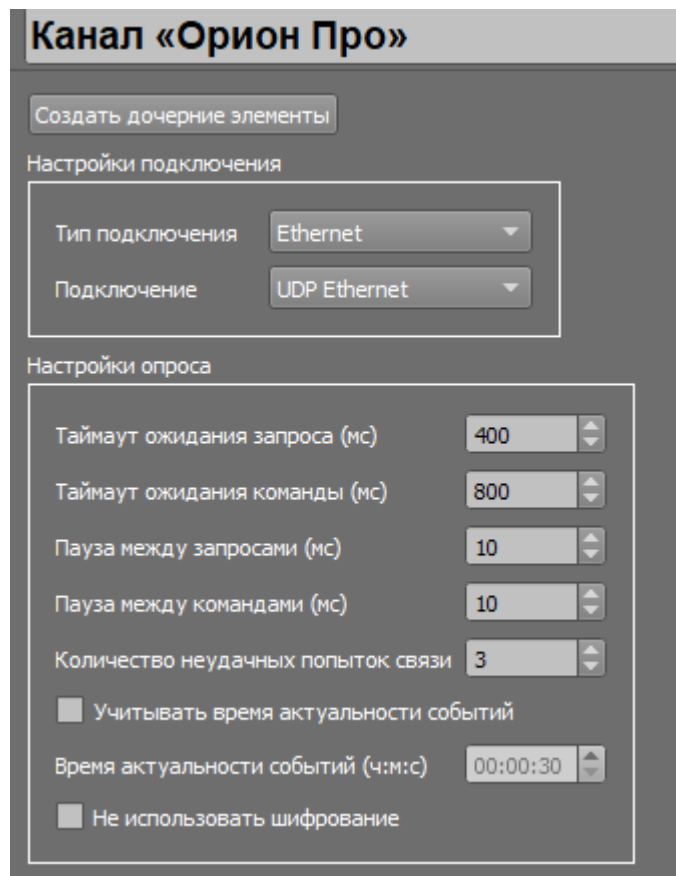 Канал «Орион Про»
Создать дочерние элементы
Настройки подключения
Тип подключения Ethernet
Подключение UDP Ethernet
Настройки опроса
Таймаут ожидания запроса (мс) 400
Таймаут ожидания команды (мс) 800
Пауза между запросами (мс) 10
Пауза между командами (мс) 10
Количество неудачных попыток связи 3
Учитывать время актуальности событий
Время актуальности событий (ч:м:с) 00:00:30
Не использовать шифрование